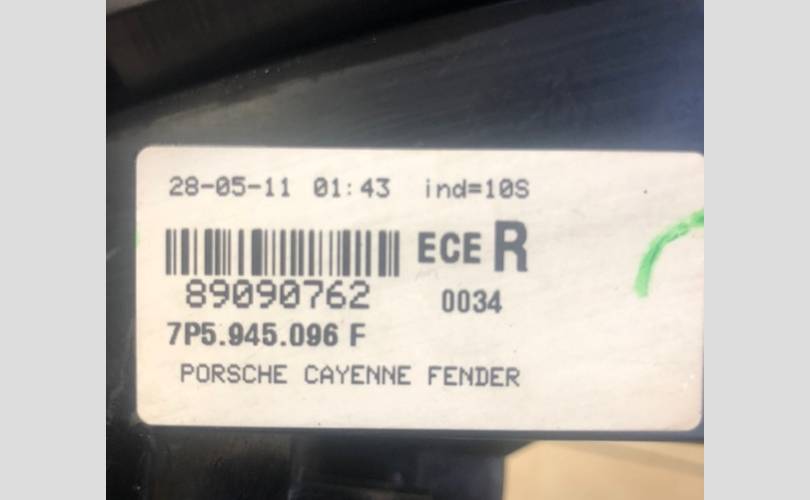 28-05-11 01:43 ind=10S
ECE R
89090762 0034
7P5.945.096 F
PORSCHE CAYENNE FENDER